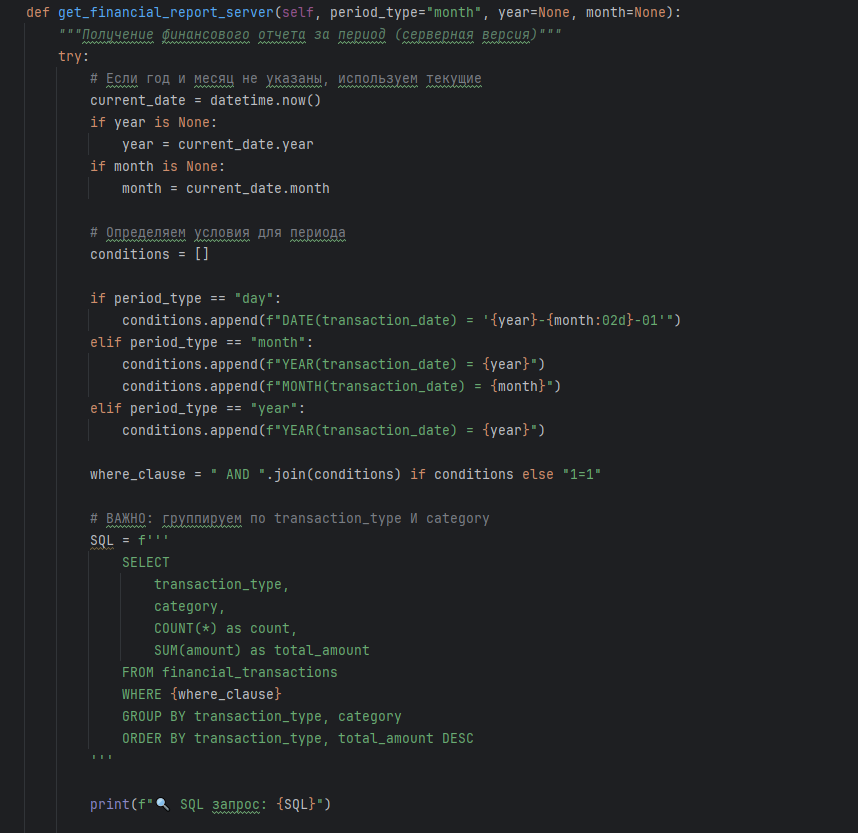 def get_financial_report_server(self, period_type="month", year=None, month=None):
    """Получение финансового отчета за период (серверная версия)"""
    try:
        # Если год и месяц не указаны, используем текущие
        current_date = datetime.now()
        if year is None:
            year = current_date.year
        if month is None:
            month = current_date.month

        # Определяем условия для периода
        conditions = []

        if period_type == "day":
            conditions.append(f"DATE(transaction_date) = '{year}-{month:02d}-01'")
        elif period_type == "month":
            conditions.append(f"YEAR(transaction_date) = {year}")
            conditions.append(f"MONTH(transaction_date) = {month}")
        elif period_type == "year":
            conditions.append(f"YEAR(transaction_date) = {year}")

        where_clause = " AND ".join(conditions) if conditions else "1=1"

        # ВАЖНО: группируем по transaction_type И category
        SQL = f'''
            SELECT
                transaction_type,
                category,
                COUNT(*) as count,
                SUM(amount) as total_amount
            FROM financial_transactions
            WHERE {where_clause}
            GROUP BY transaction_type, category
            ORDER BY transaction_type, total_amount DESC
        '''

        print(f"🔍 SQL запрос: {SQL}")